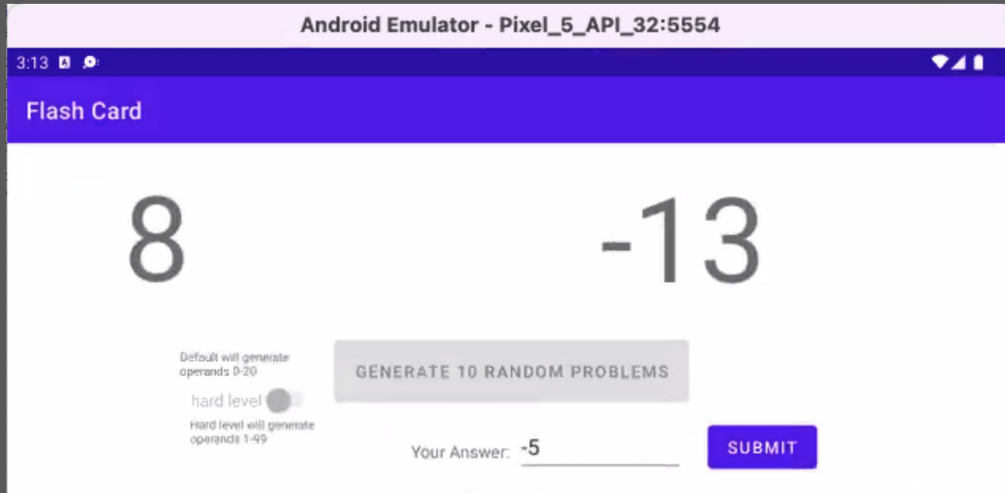 Android Emulator - Pixel_5_API_32:5554
3:13
Flash Card
8 -13
Default will generate
operands 0-20
GENERATE 10 RANDOM PROBLEMS
hard level
Hard level will generate
operands 1-99
Your Answer: -5
SUBMIT